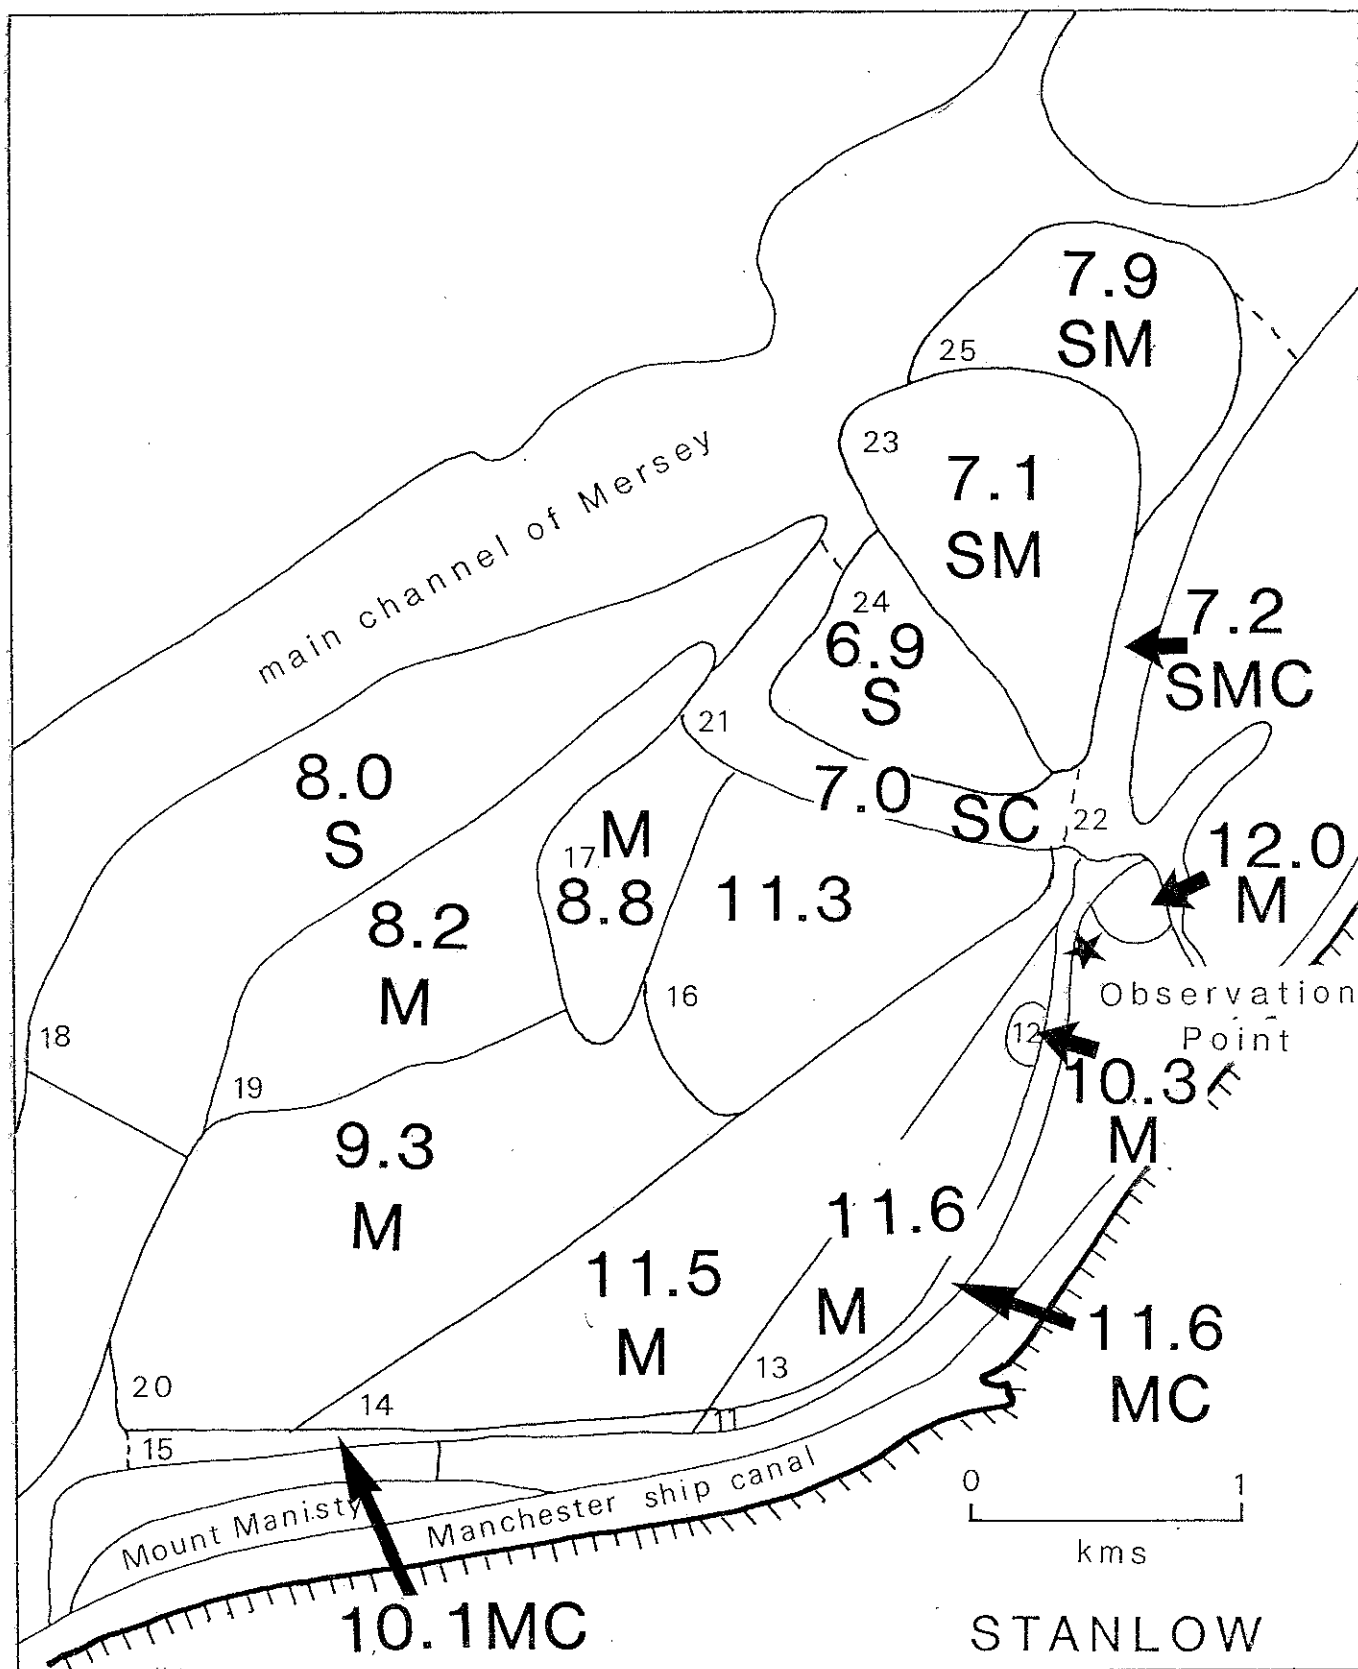 7.9
SM
25
23
7.1
SM
main channel of Mersey
24
6.9
S
7.2
SMC
21
8.0
S
7.0
SC
22
M
17
8.8
11.3
12.0
M
8.2
M
16
Observation
Point
18
12
10.3
M
19
9.3
M
11.6
M
11.5
M
11.6
MC
13
20
14
11
15
Mount Manisty
Manchester ship canal
0 1
kms
10.1MC
STANLOW